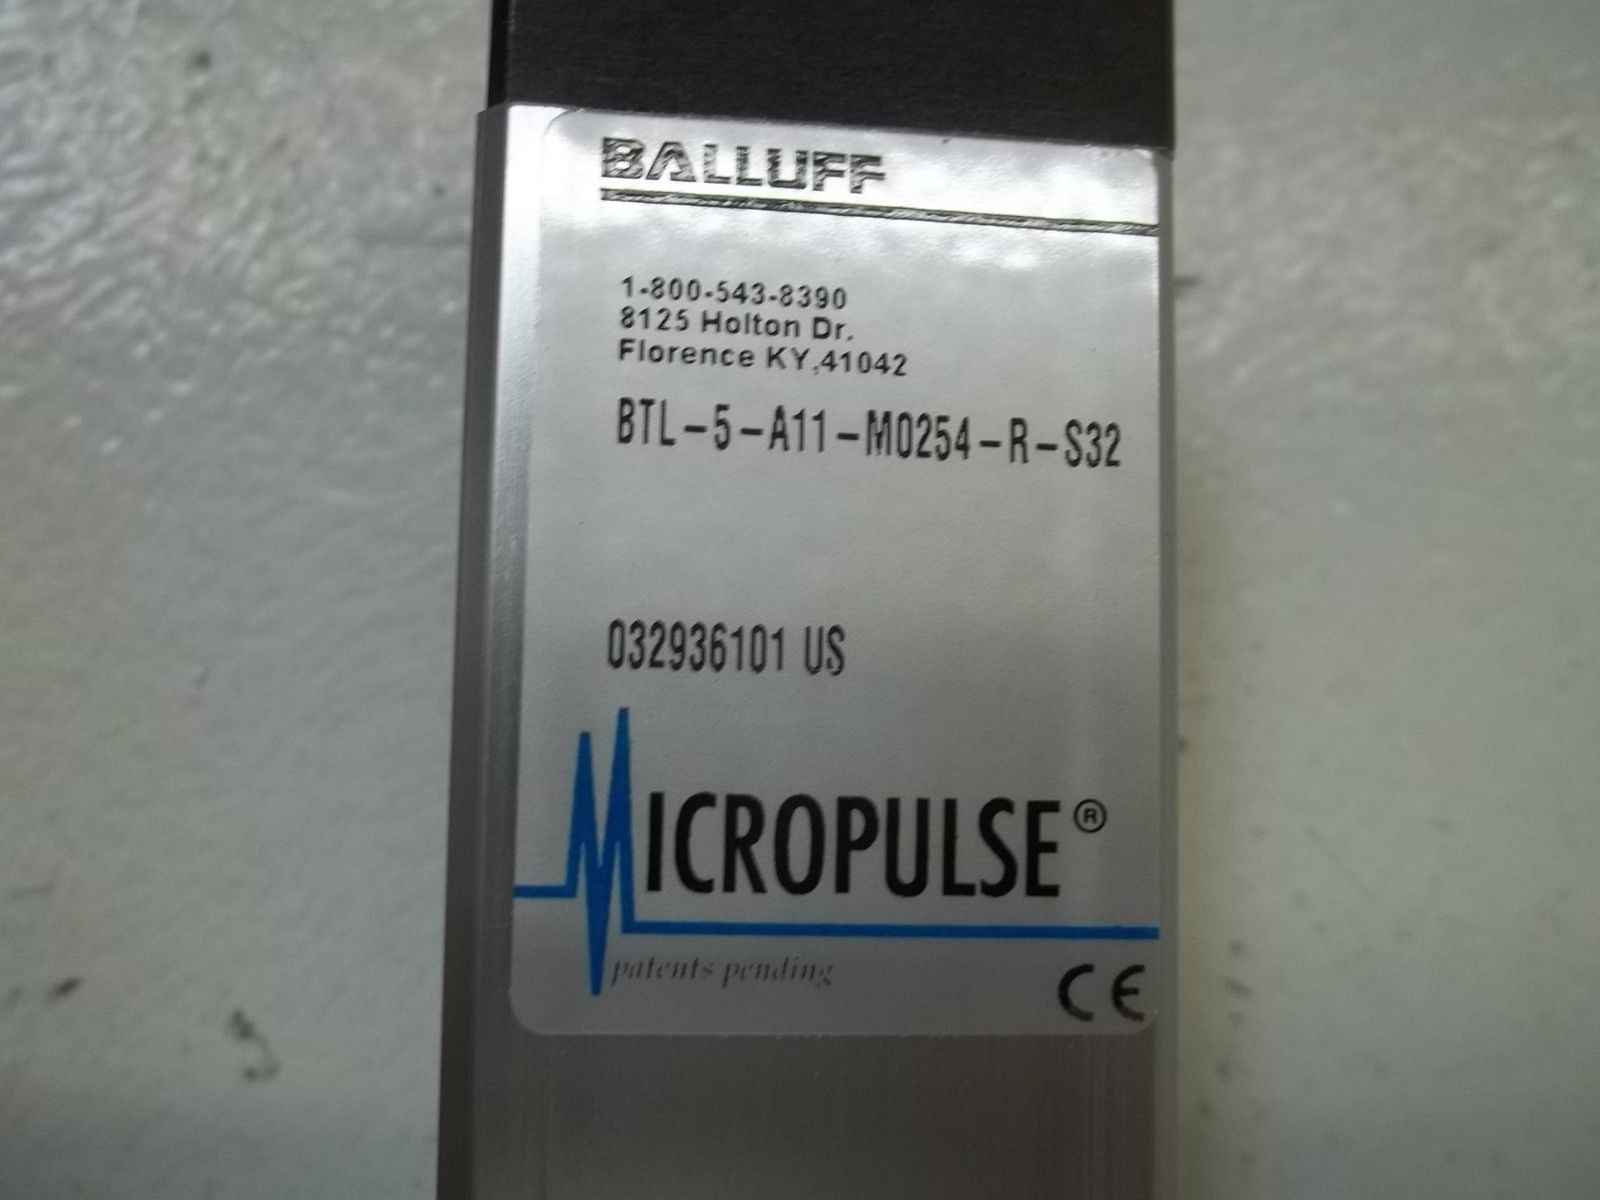 BALLUFF
1-800-543-8390
8125 Holton Dr.
Florence KY,41042
BTL-5-A11-M0254-R-S32
032936101 US
MICROPULSE®
patents pending
CE